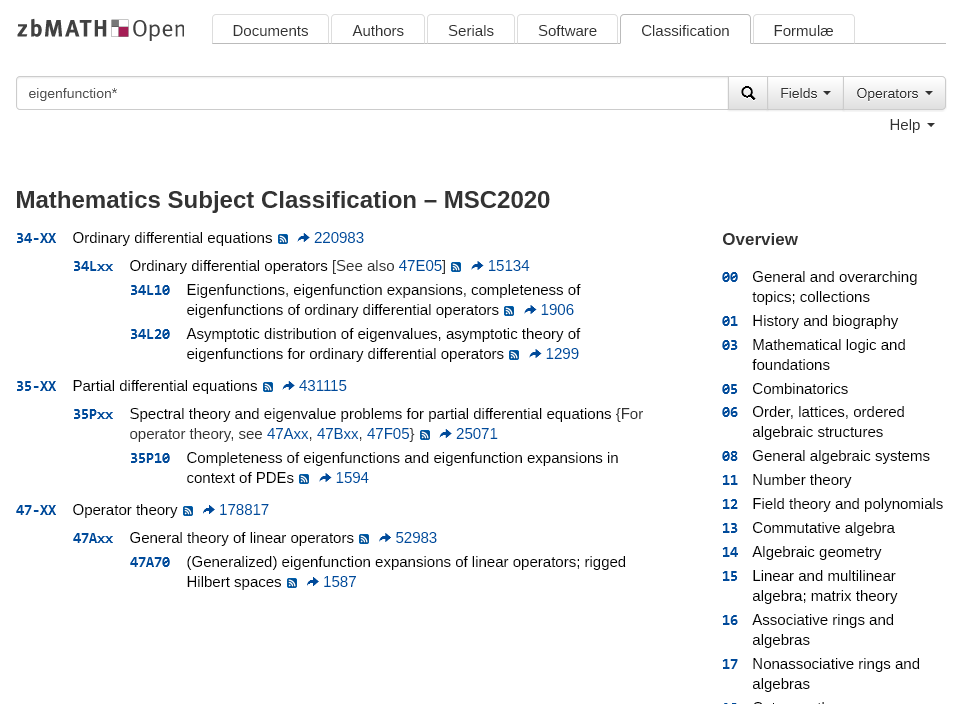 zbMATH Open
Documents Authors Serials Software Classification Formulæ
eigenfunction* Fields Operators
Help
Mathematics Subject Classification – MSC2020
34-XX Ordinary differential equations 220983
34Lxx Ordinary differential operators [See also 47E05] 15134
34L10 Eigenfunctions, eigenfunction expansions, completeness of
eigenfunctions of ordinary differential operators 1906
34L20 Asymptotic distribution of eigenvalues, asymptotic theory of
eigenfunctions for ordinary differential operators 1299
35-XX Partial differential equations 431115
35Pxx Spectral theory and eigenvalue problems for partial differential equations {For
operator theory, see 47Axx, 47Bxx, 47F05} 25071
35P10 Completeness of eigenfunctions and eigenfunction expansions in
context of PDEs 1594
47-XX Operator theory 178817
47Axx General theory of linear operators 52983
47A70 (Generalized) eigenfunction expansions of linear operators; rigged
Hilbert spaces 1587
Overview
00 General and overarching
topics; collections
01 History and biography
03 Mathematical logic and
foundations
05 Combinatorics
06 Order, lattices, ordered
algebraic structures
08 General algebraic systems
11 Number theory
12 Field theory and polynomials
13 Commutative algebra
14 Algebraic geometry
15 Linear and multilinear
algebra; matrix theory
16 Associative rings and
algebras
17 Nonassociative rings and
algebras